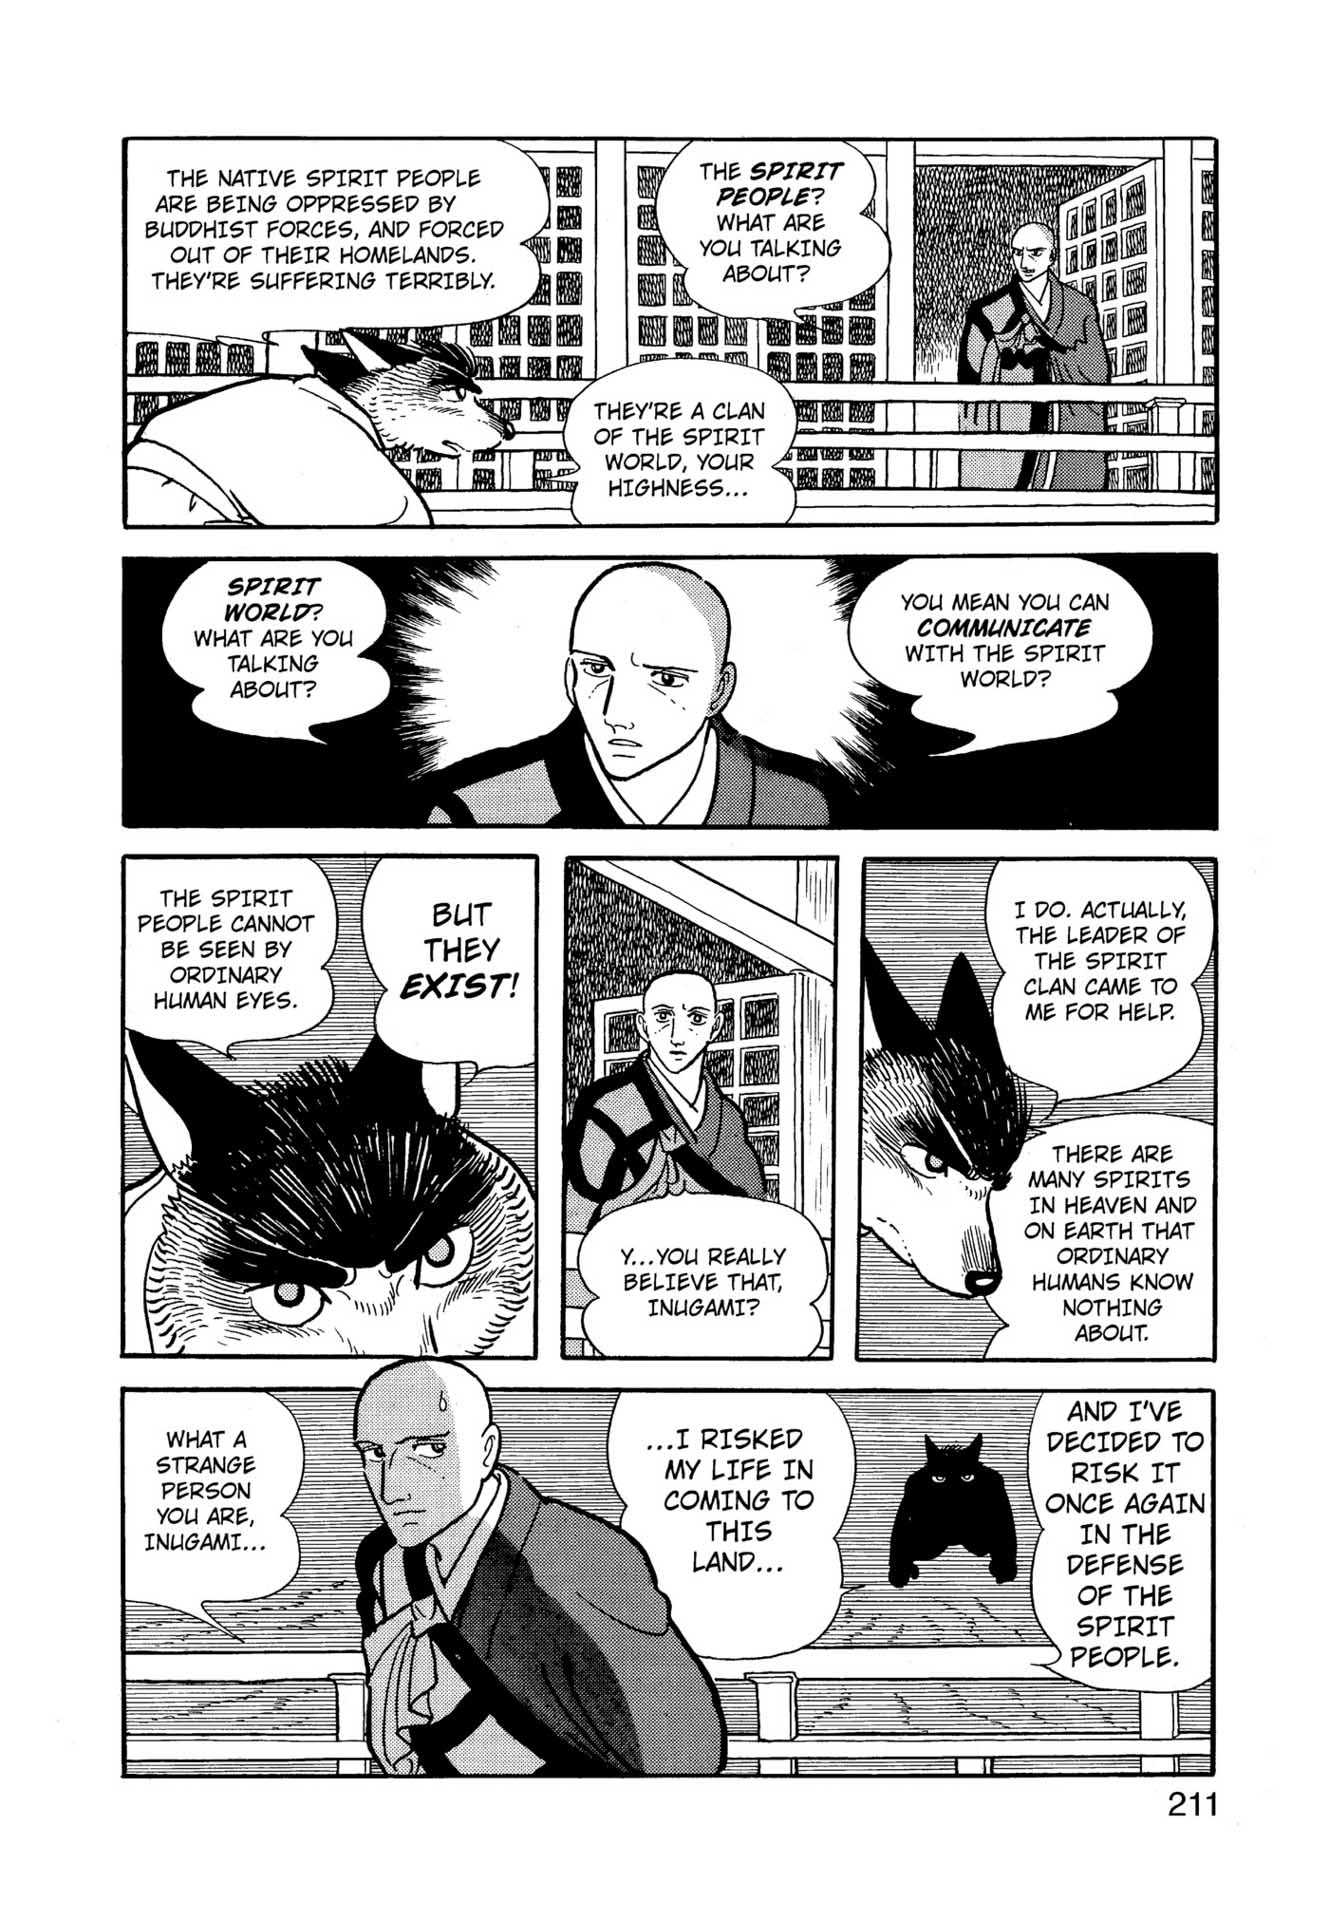 THE NATIVE SPIRIT PEOPLE
ARE BEING OPPRESSED BY
BUDDHIST FORCES, AND FORCED
OUT OF THEIR HOMELANDS.
THEY'RE SUFFERING TERRIBLY.
THE SPIRIT
PEOPLE?
WHAT ARE
YOU TALKING
ABOUT?
THEY'RE A CLAN
OF THE SPIRIT
WORLD, YOUR
HIGHNESS...
SPIRIT
WORLD?
WHAT ARE YOU
TALKING
ABOUT?
YOU MEAN YOU CAN
COMMUNICATE
WITH THE SPIRIT
WORLD?
THE SPIRIT
PEOPLE CANNOT
BE SEEN BY
ORDINARY
HUMAN EYES.
BUT
THEY
EXIST!
Y...YOU REALLY
BELIEVE THAT,
INUGAMI?
I DO. ACTUALLY,
THE LEADER OF
THE SPIRIT
CLAN CAME TO
ME FOR HELP.
THERE ARE
MANY SPIRITS
IN HEAVEN AND
ON EARTH THAT
ORDINARY
HUMANS KNOW
NOTHING
ABOUT.
WHAT A
STRANGE
PERSON
YOU ARE,
INUGAMI...
...I RISKED
MY LIFE IN
COMING TO
THIS
LAND...
AND I'VE
DECIDED TO
RISK IT
ONCE AGAIN
IN THE
DEFENSE
OF THE
SPIRIT
PEOPLE.
211